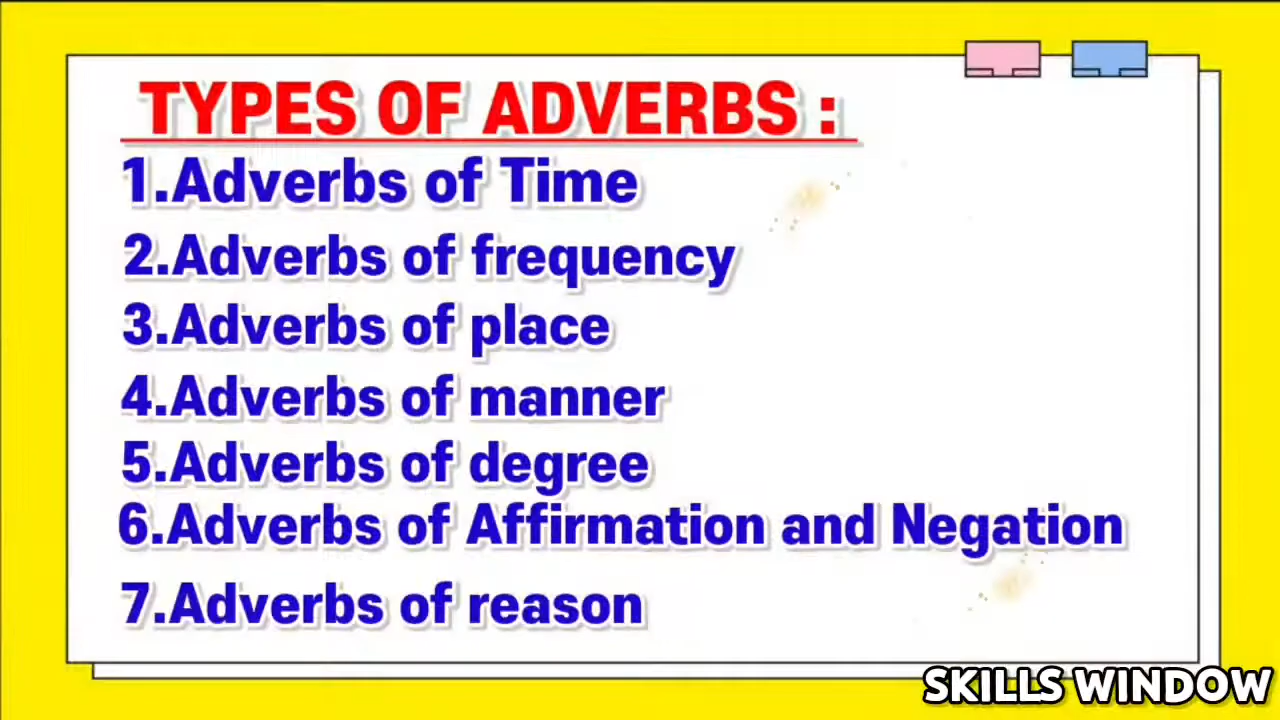 TYPES OF ADVERBS :
1.Adverbs of Time
2.Adverbs of frequency
3.Adverbs of place
4.Adverbs of manner
5.Adverbs of degree
6.Adverbs of Affirmation and Negation
7.Adverbs of reason
SKILLS WINDOW